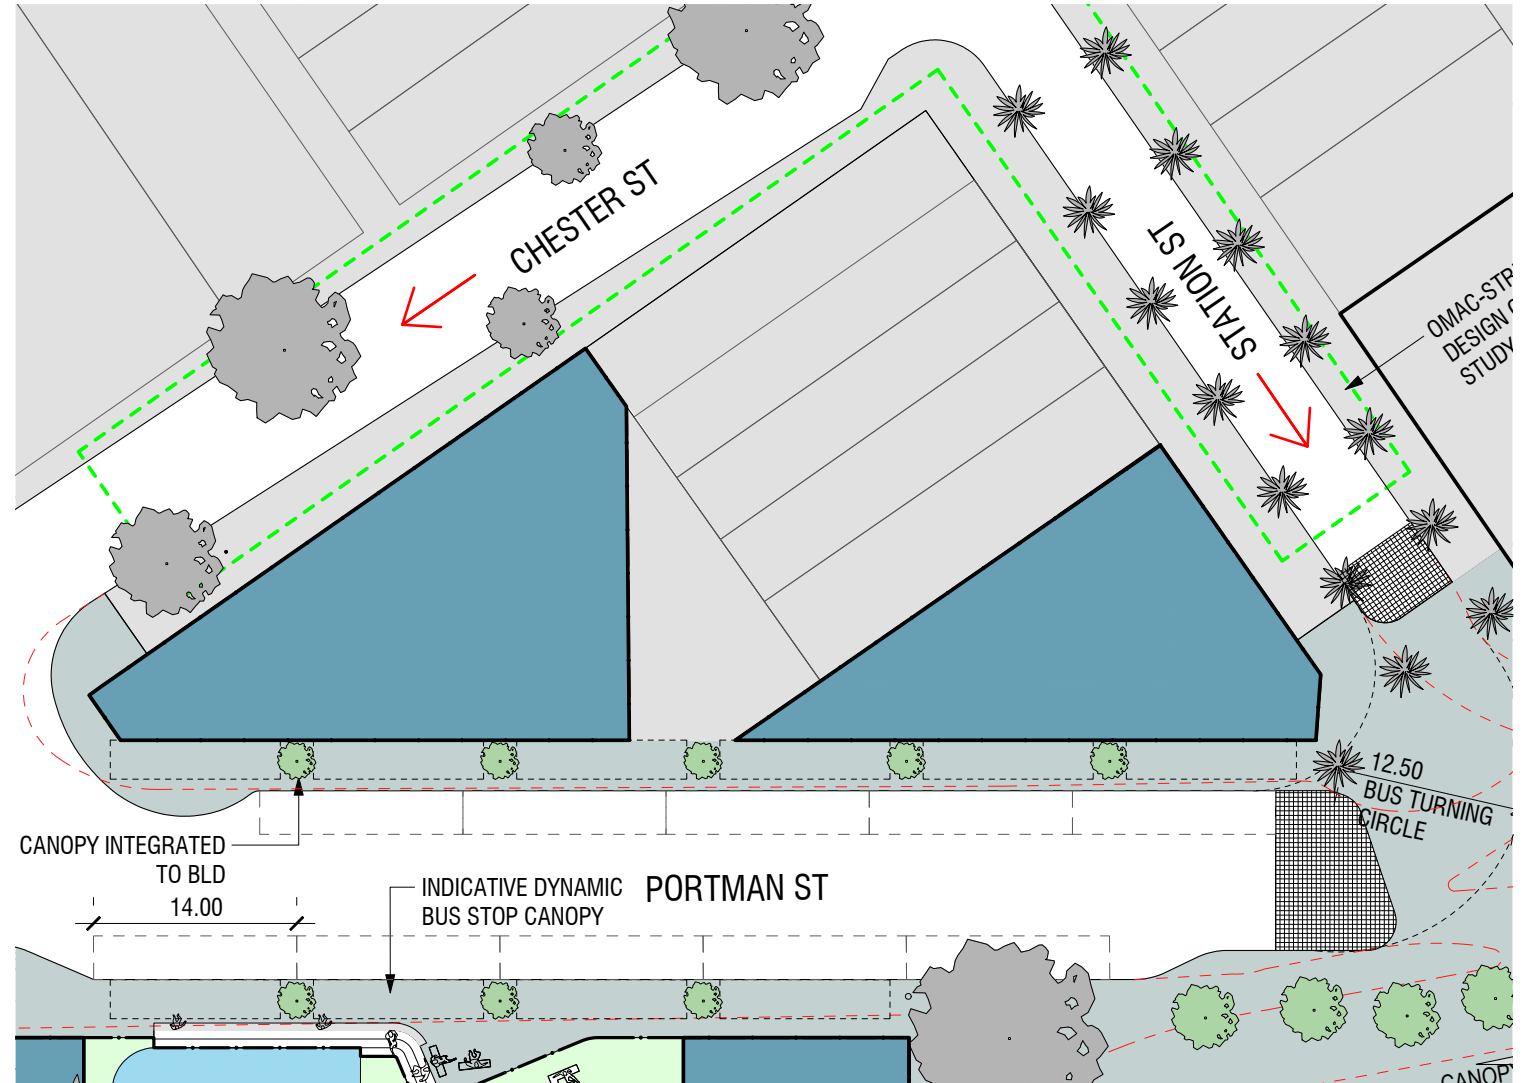 CHESTER ST
STATION ST
OMAC-STR
DESIGN
STUDY
12.50
BUS TURNING
CIRCLE
CANOPY INTEGRATED
TO BLD
14.00
INDICATIVE DYNAMIC
BUS STOP CANOPY
PORTMAN ST
CANOPY